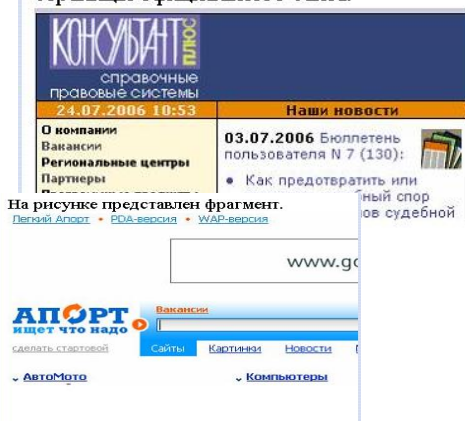 КОНСУЛЬТАНТ ПЛЮС
справочные
правовые системы
24.07.2006 10:53
Наши новости
О компании
Вакансии
Региональные центры
Партнеры
03.07.2006 Бюллетень
пользователя N 7 (130):
• Как предотвратить или
ный спор
ов судебной
На рисунке представлен фрагмент.
Легкий Апорт • PDA-версия • WAP-версия
www.go
АПОРТ
ищет что надо
Вакансии
сделать стартовой
Сайты Картинки Новости
АвтоМото
Компьютеры